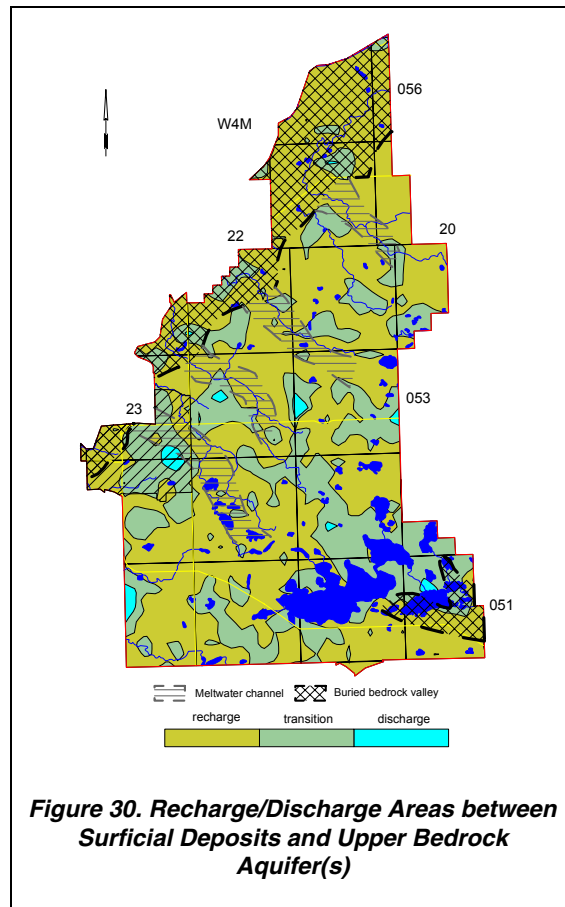 056
W4M
20
22
053
23
051
Meltwater channel Buried bedrock valley
recharge transition discharge
Figure 30. Recharge/Discharge Areas between
Surficial Deposits and Upper Bedrock
Aquifer(s)